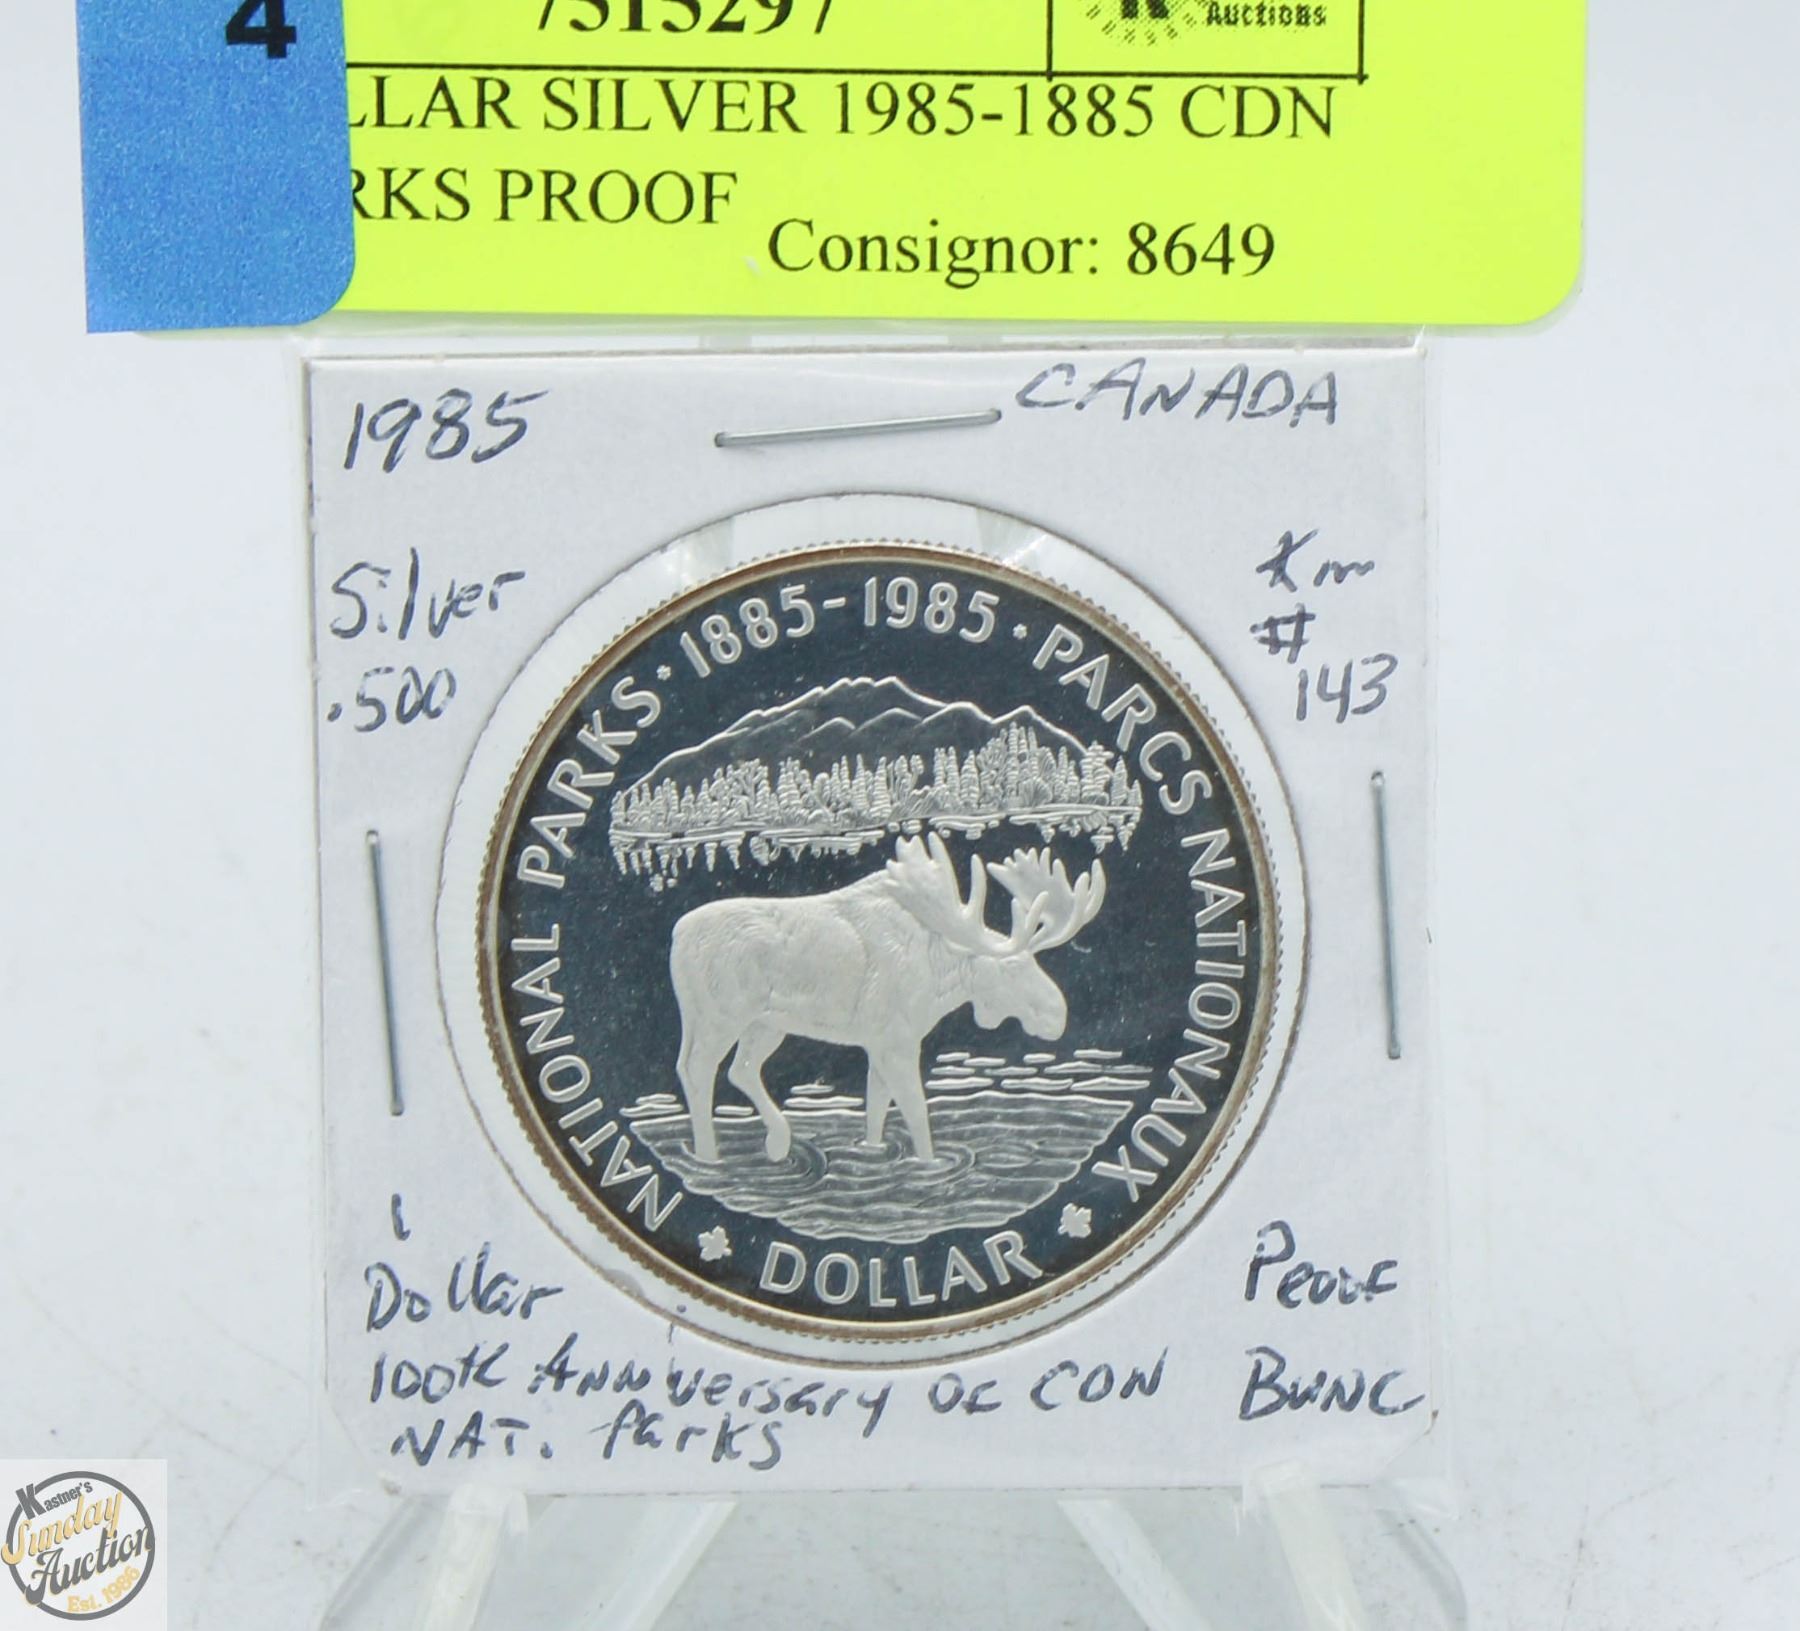 4
7515297
Auctions
LLAR SILVER 1985-1885 CDN
RKS PROOF
Consignor: 8649
1985
CANADA
Silver
.500
Km
#
143
NATIONAL PARKS · 1885-1985 · PARCS NATIONAUX
DOLLAR
1
Dollar
100th Anniversary OF CDN
NAT. Parks
Proof
BUNC
Kastner's
Sunday
Auction
Est. 1986